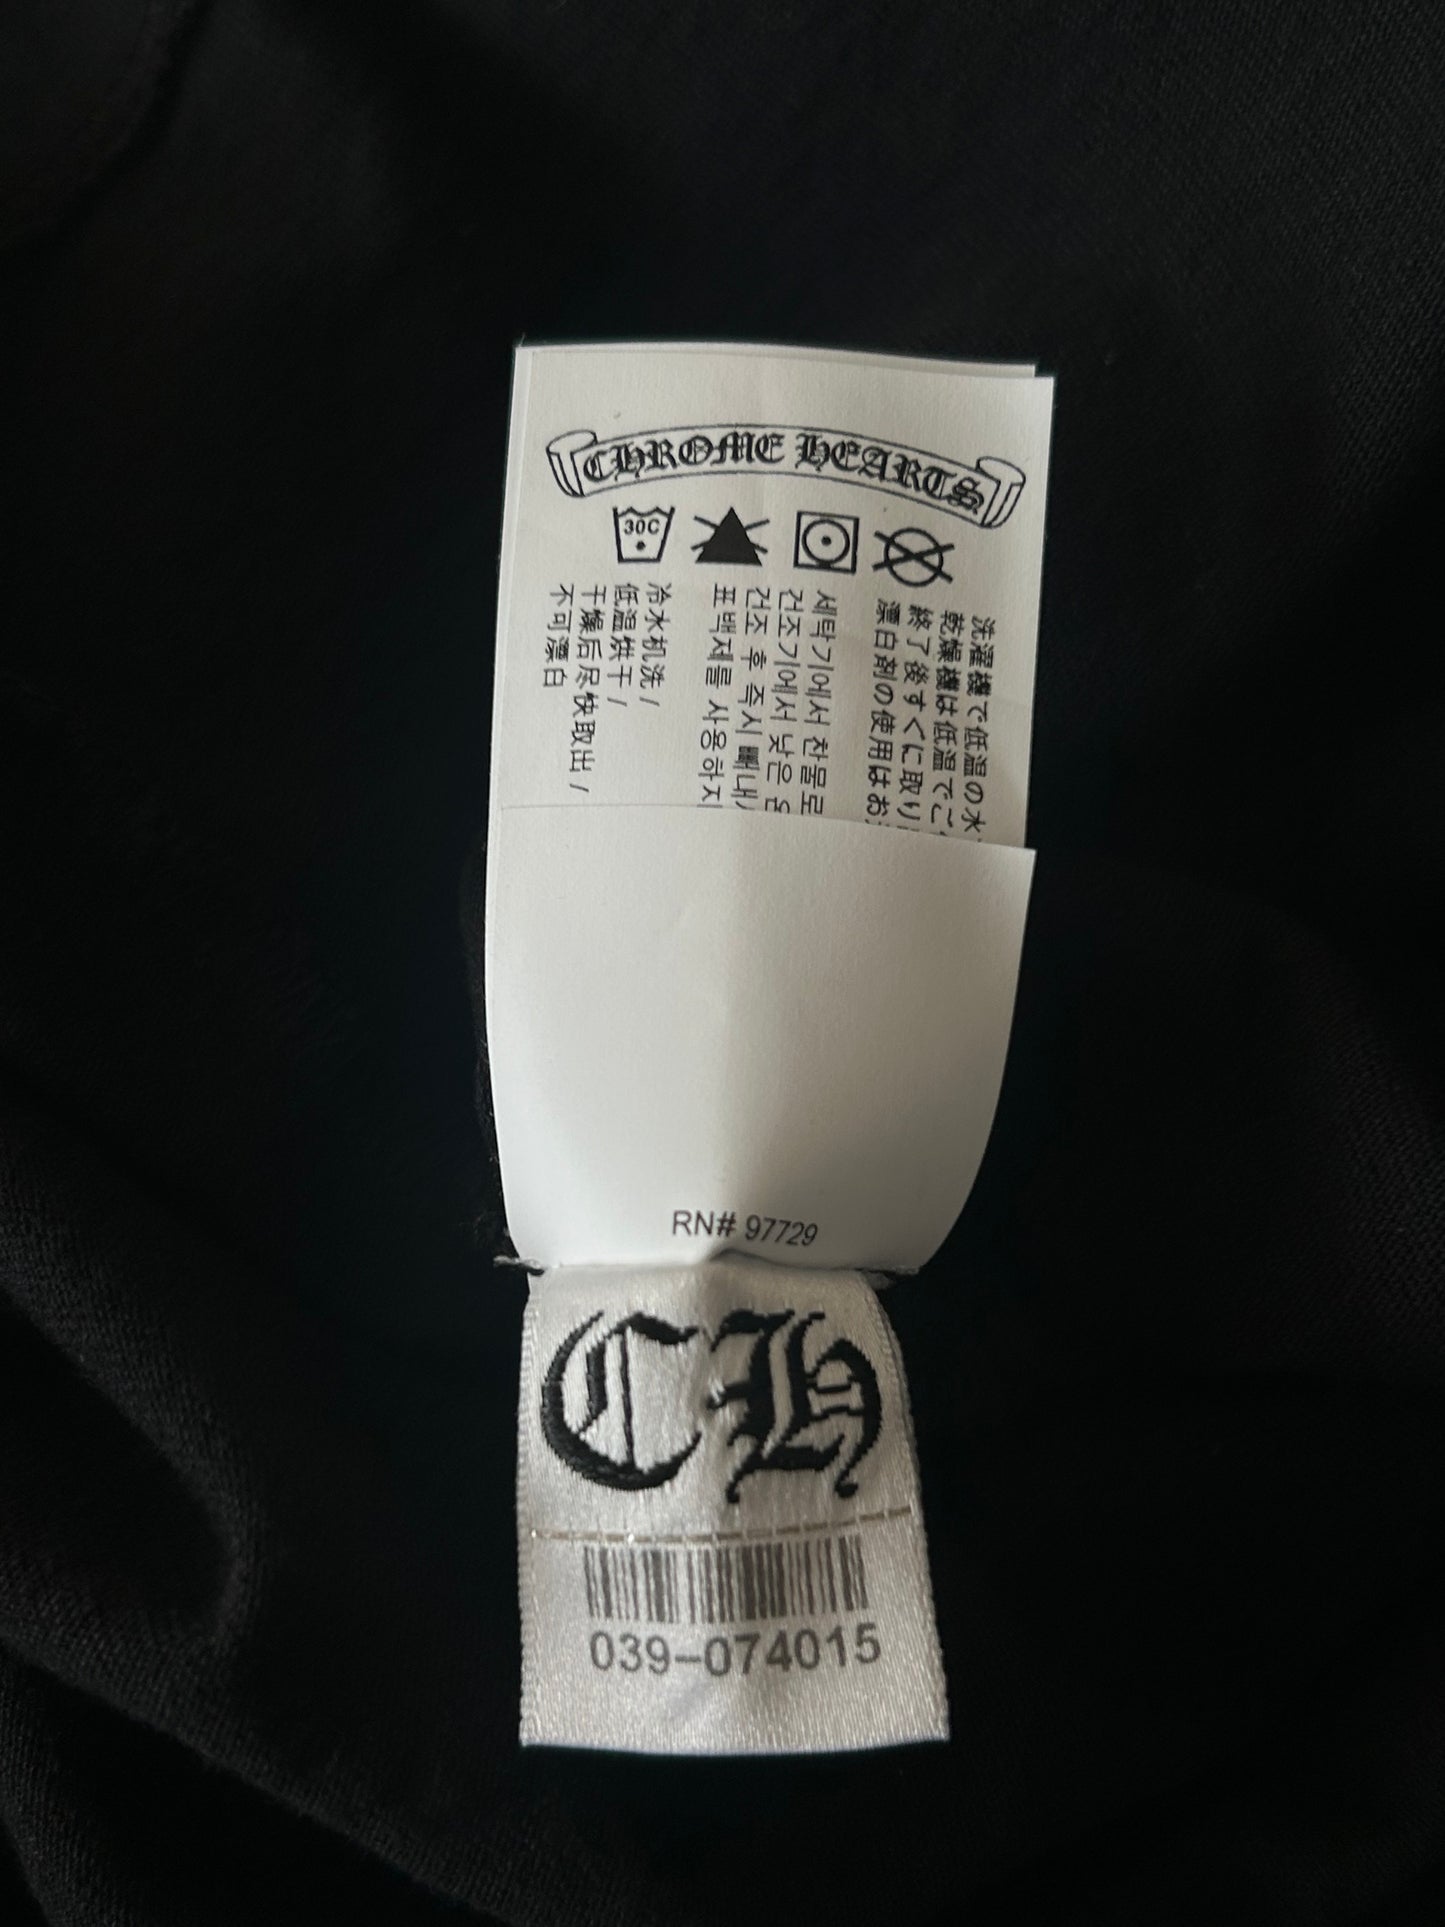 CHROME HEARTS
30C
洗濯機で低温の水
乾燥機は低温でご
終了後すぐに取り
漂白剤の使用はお
세탁기에서 찬물로
건조기에서 낮은
건조 후 즉시 빼내
표백제를 사용하지
冷水机洗 /
低温烘干 /
干燥后尽快取出 /
不可漂白
RN# 97729
CH
039-074015